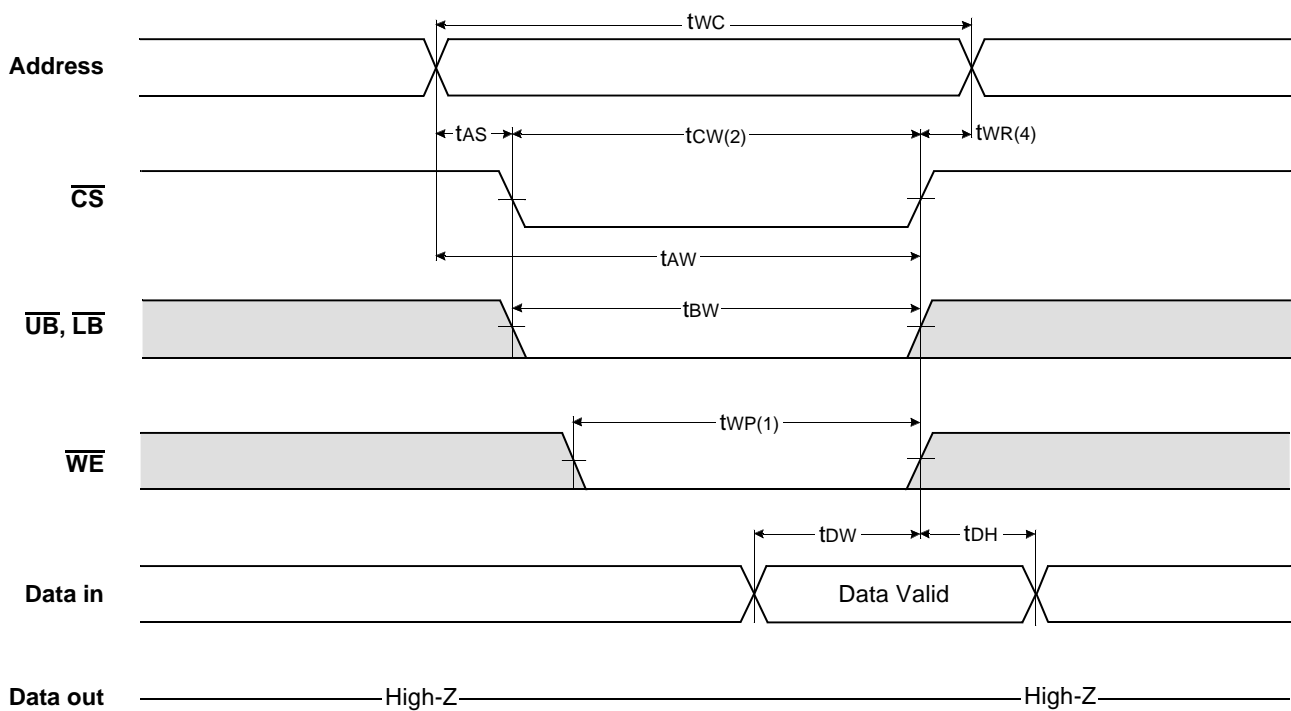 tWC
Address
tAS
tCW(2)
tWR(4)
CS
tAW
UB, LB
tBW
tWP(1)
WE
tDW
tDH
Data in
Data Valid
Data out
High-Z
High-Z